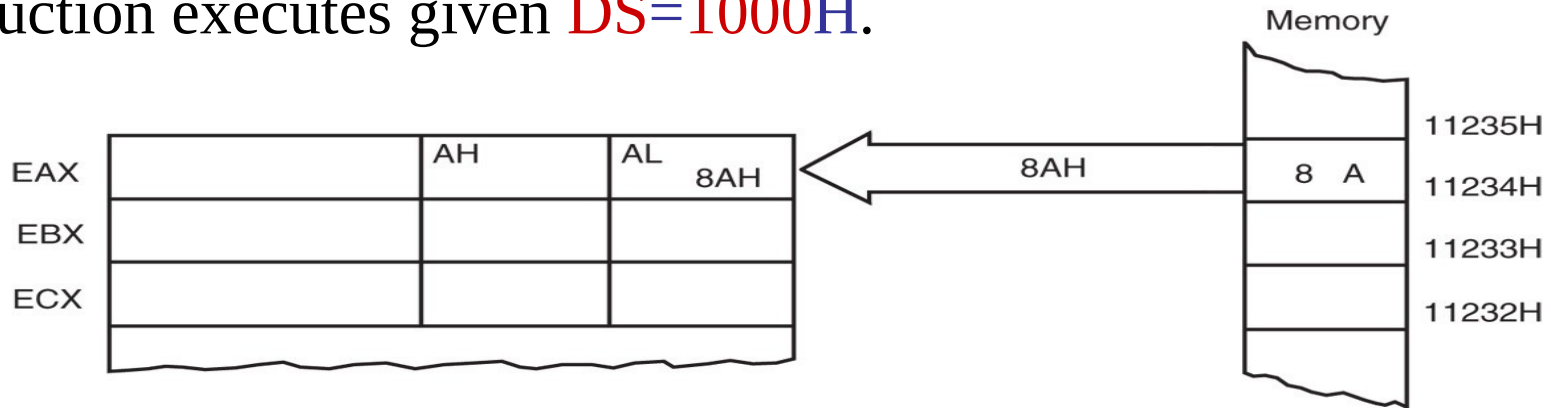 uction executes given DS=1000H.
Memory
11235H
EAX AH AL 8AH 8AH 8 A 11234H
EBX 11233H
ECX 11232H